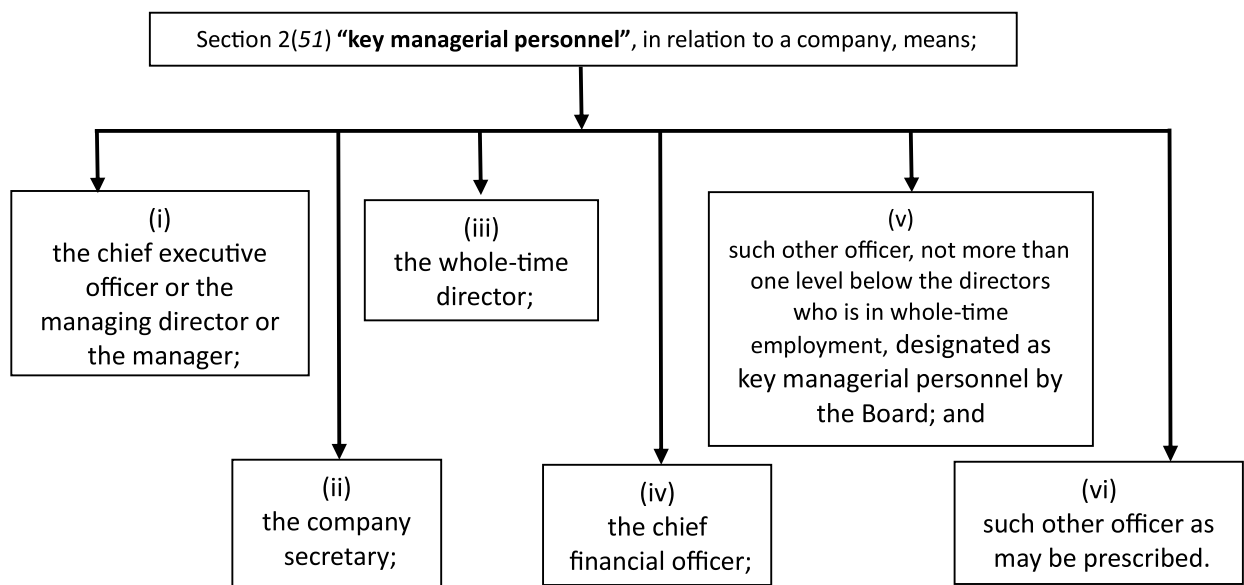 Section 2(51) “key managerial personnel”, in relation to a company, means;
(i)
the chief executive
officer or the
managing director or
the manager;
(ii)
the company
secretary;
(iii)
the whole-time
director;
(iv)
the chief
financial officer;
(v)
such other officer, not more than
one level below the directors
who is in whole-time
employment, designated as
key managerial personnel by
the Board; and
(vi)
such other officer as
may be prescribed.